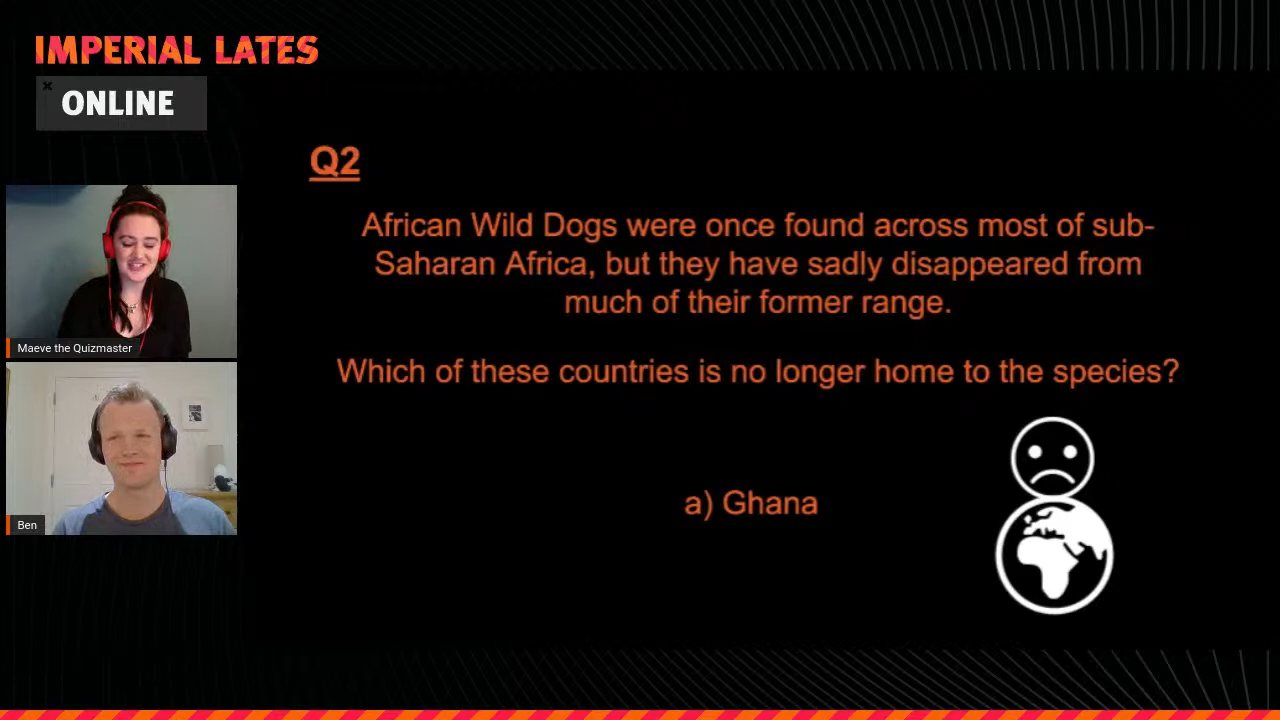 IMPERIAL LATES
ONLINE
Q2
African Wild Dogs were once found across most of sub-
Saharan Africa, but they have sadly disappeared from
much of their former range.
Which of these countries is no longer home to the species?
a) Ghana
Maeve the Quizmaster
Ben